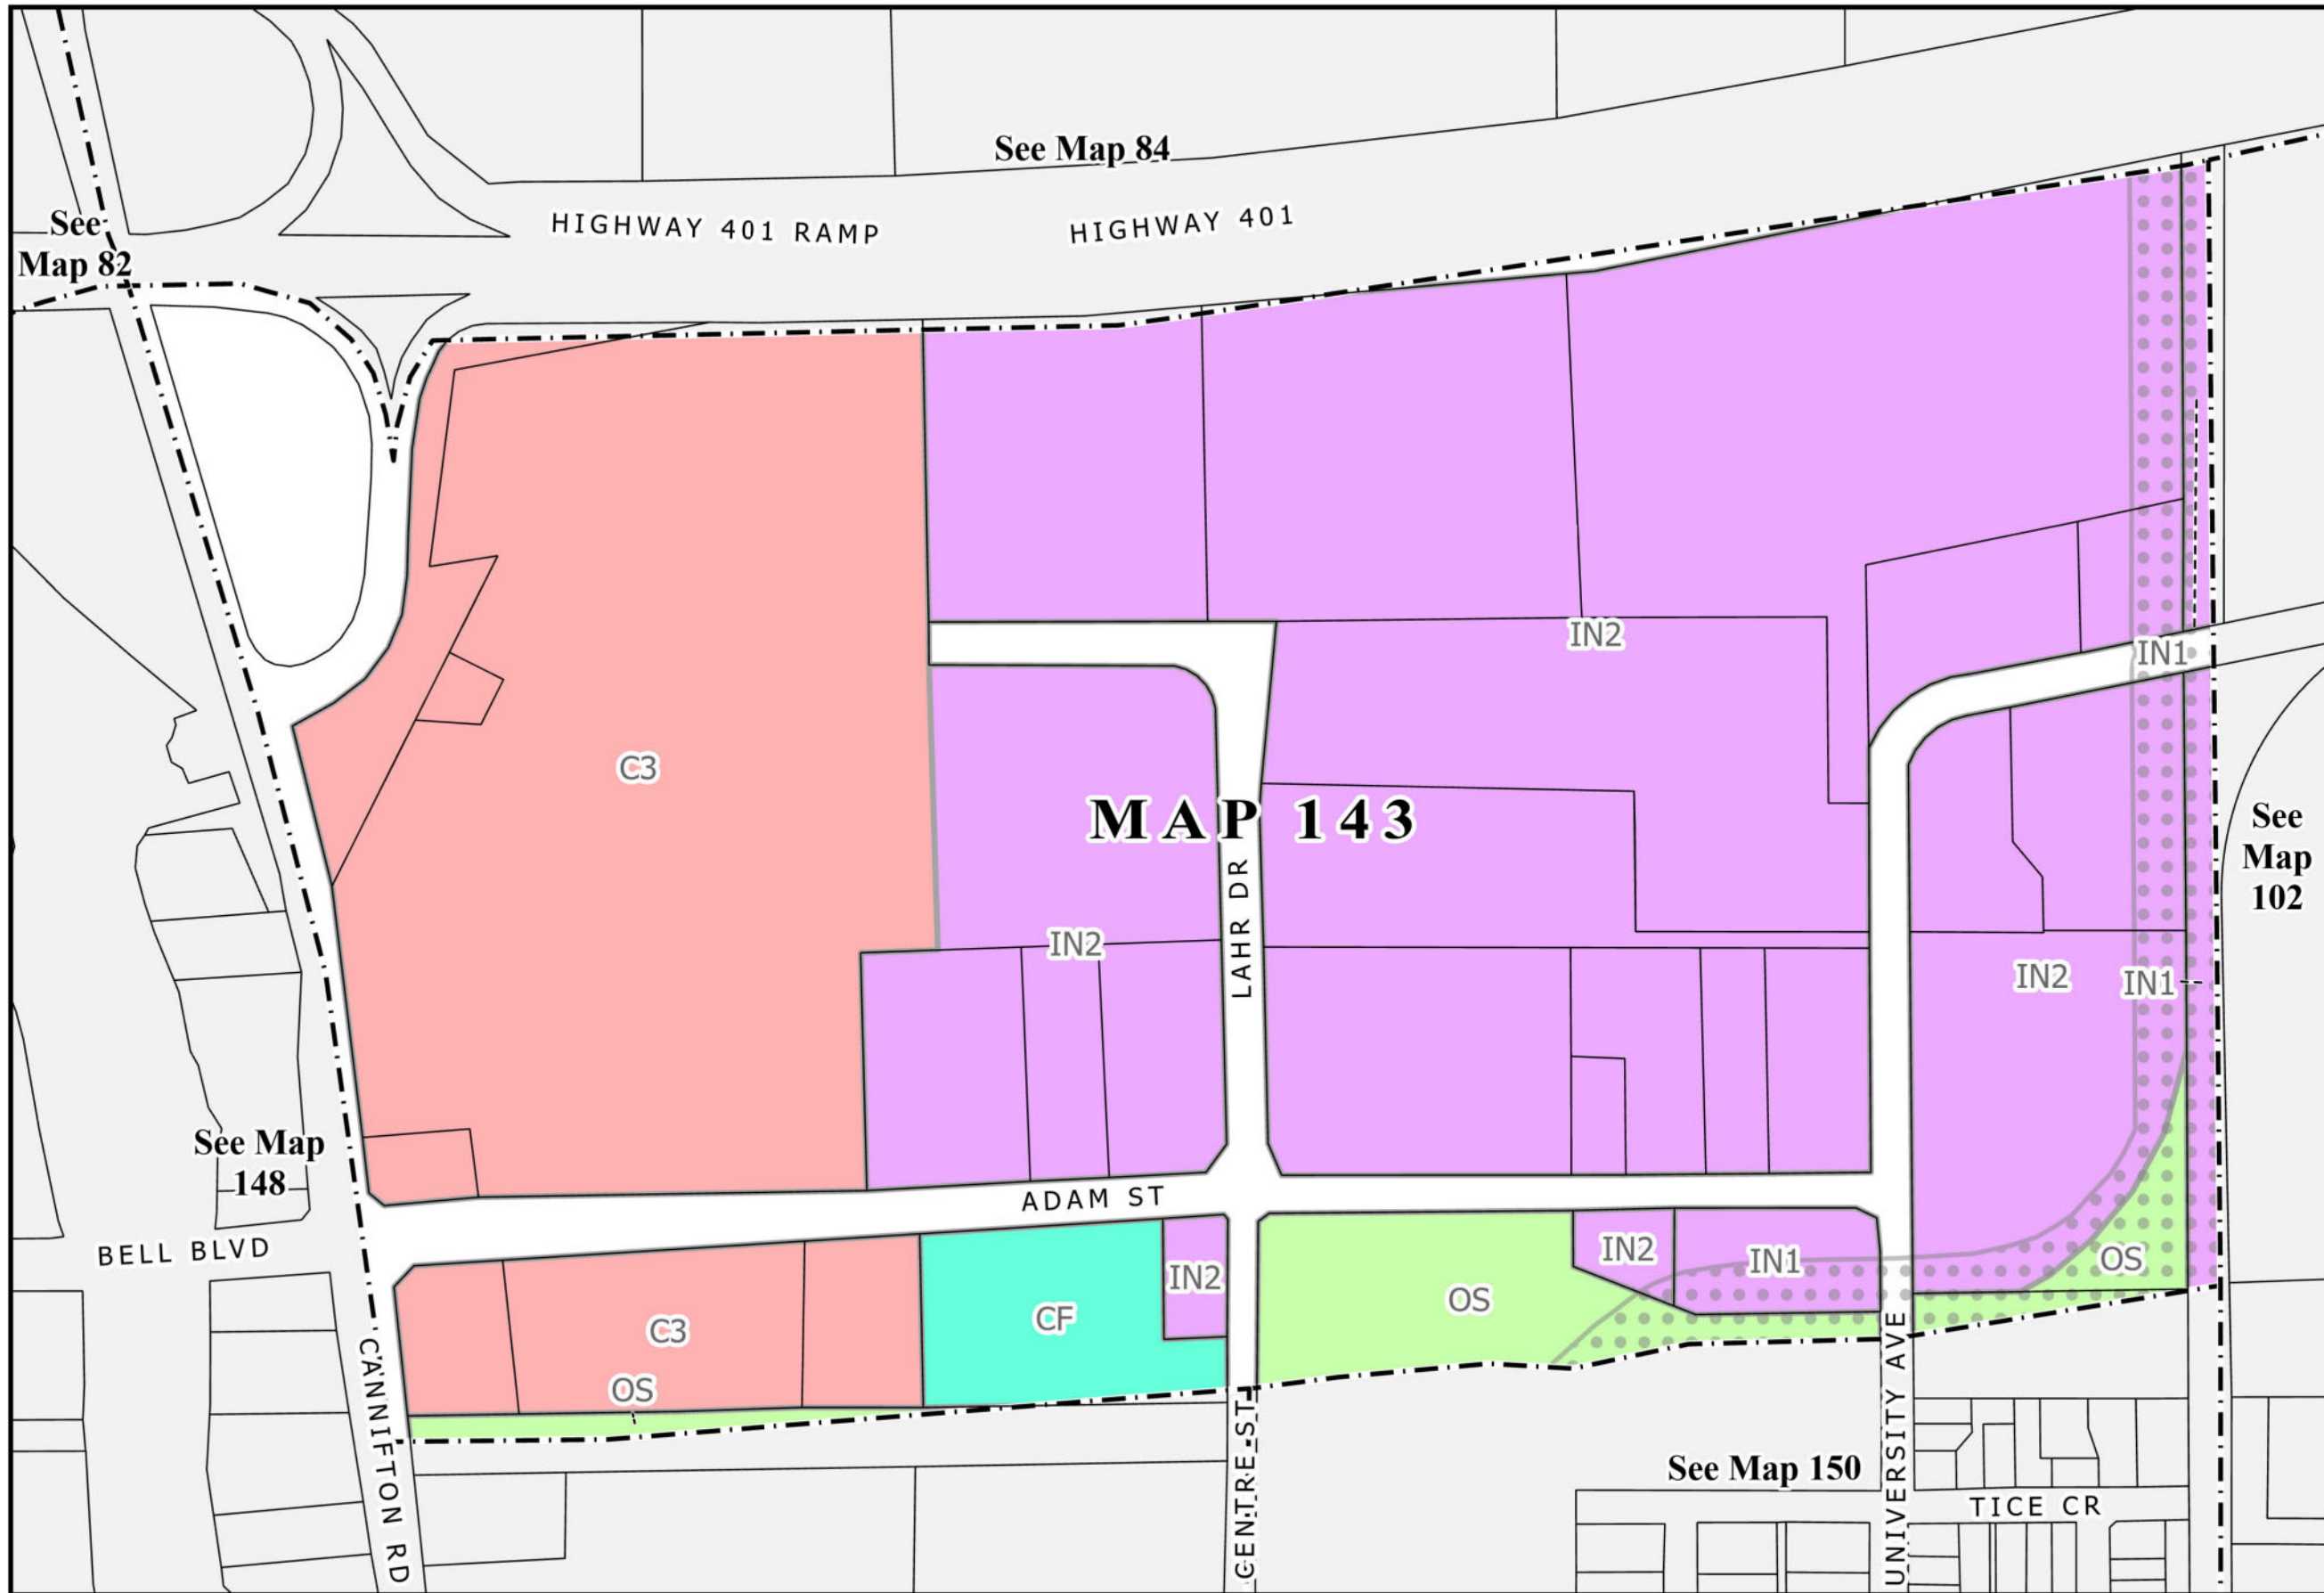 See Map 84
See
Map 82
HIGHWAY 401 RAMP
HIGHWAY 401
IN2
IN1
C3
MAP 143
See
Map
102
LAHR DR
IN2
IN2
IN1
See Map
148
ADAM ST
BELL BLVD
IN2
IN2
IN1
OS
OS
CF
C3
OS
CANNIFTON RD
CENTRE ST
UNIVERSITY AVE
See Map 150
TICE CR